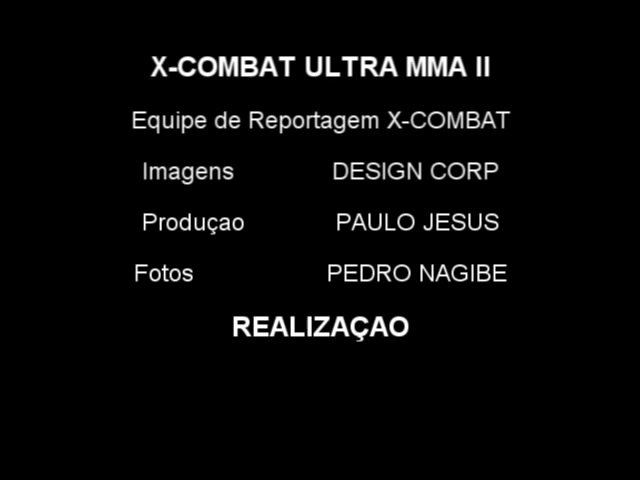 X-COMBAT ULTRA MMA II
Equipe de Reportagem X-COMBAT
Imagens DESIGN CORP
Produçao PAULO JESUS
Fotos PEDRO NAGIBE
REALIZAÇAO